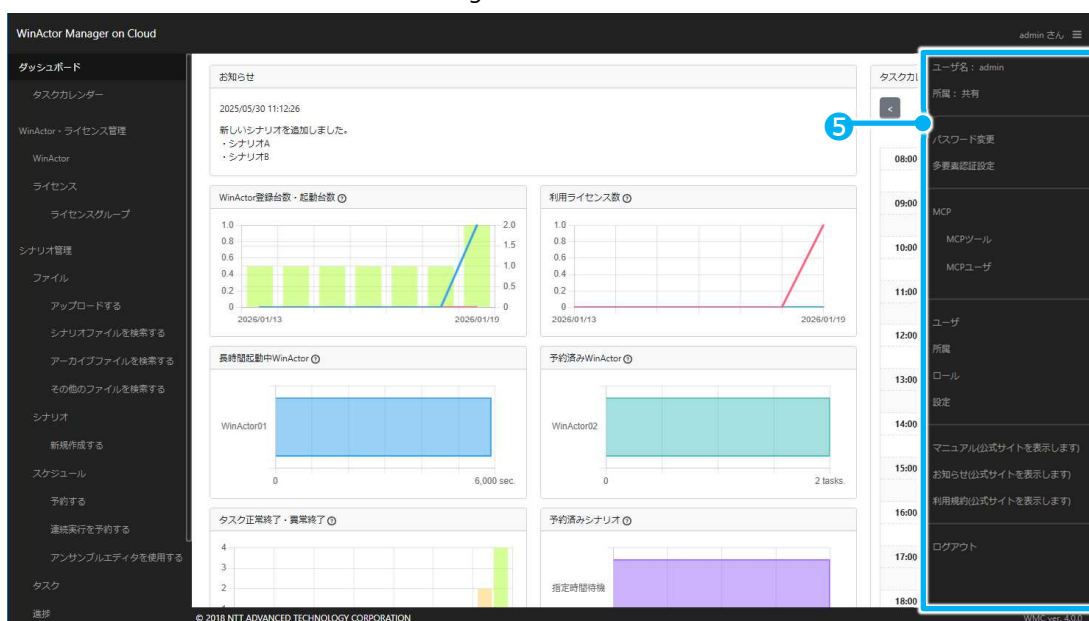 WinActor Manager on Cloud
admin さん
ダッシュボード
タスクカレンダー
WinActor・ライセンス管理
WinActor
ライセンス
ライセンスグループ
シナリオ管理
ファイル
アップロードする
シナリオファイルを検索する
アーカイブファイルを検索する
その他のファイルを検索する
シナリオ
新規作成する
スケジュール
予約する
連続実行を予約する
アンサンブルエディタを使用する
タスク
進捗
お知らせ
2025/05/30 11:12:26
新しいシナリオを追加しました。
・シナリオA
・シナリオB
WinActor登録台数・起動台数
1.0
0.8
0.6
0.4
0.2
0
2.0
1.5
1.0
0.5
0
2026/01/13
2026/01/19
利用ライセンス数
1.0
0.8
0.6
0.4
0.2
0
2026/01/13
2026/01/19
長時間起動中WinActor
WinActor01
0
6,000 sec.
予約済みWinActor
WinActor02
0
2 tasks.
タスク正常終了・異常終了
4
3
2
予約済みシナリオ
指定時間待機
タスクカ
<
08:00
09:00
10:00
11:00
12:00
13:00
14:00
15:00
16:00
17:00
18:00
5
ユーザ名： admin
所属： 共有
パスワード変更
多要素認証設定
MCP
MCPツール
MCPユーザ
ユーザ
所属
ロール
設定
マニュアル(公式サイトを表示します)
お知らせ(公式サイトを表示します)
利用規約(公式サイトを表示します)
ログアウト
© 2018 NTT ADVANCED TECHNOLOGY CORPORATION
WMC ver. 4.0.0